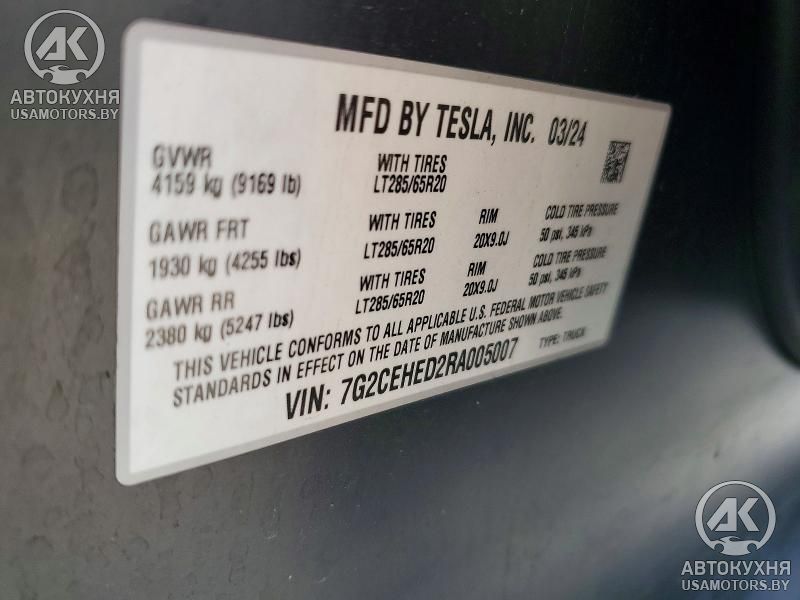 AK
АВТОКУХНЯ
USAMOTORS.BY
MFD BY TESLA, INC. 03/24
GVWR
4159 kg (9169 lb)
WITH TIRES
LT285/65R20
GAWR FRT
1930 kg (4255 lbs)
WITH TIRES
LT285/65R20
RIM
20X9.0J
COLD TIRE PRESSURE
50 psi, 345 kPa
GAWR RR
2380 kg (5247 lbs)
WITH TIRES
LT285/65R20
RIM
20X9.0J
COLD TIRE PRESSURE
50 psi, 345 kPa
THIS VEHICLE CONFORMS TO ALL APPLICABLE U.S. FEDERAL MOTOR VEHICLE SAFETY
STANDARDS IN EFFECT ON THE DATE OF MANUFACTURE SHOWN ABOVE.
VIN: 7G2CEHED2RA005007
TYPE: TRUCK
AK
АВТОКУХНЯ
USAMOTORS.BY